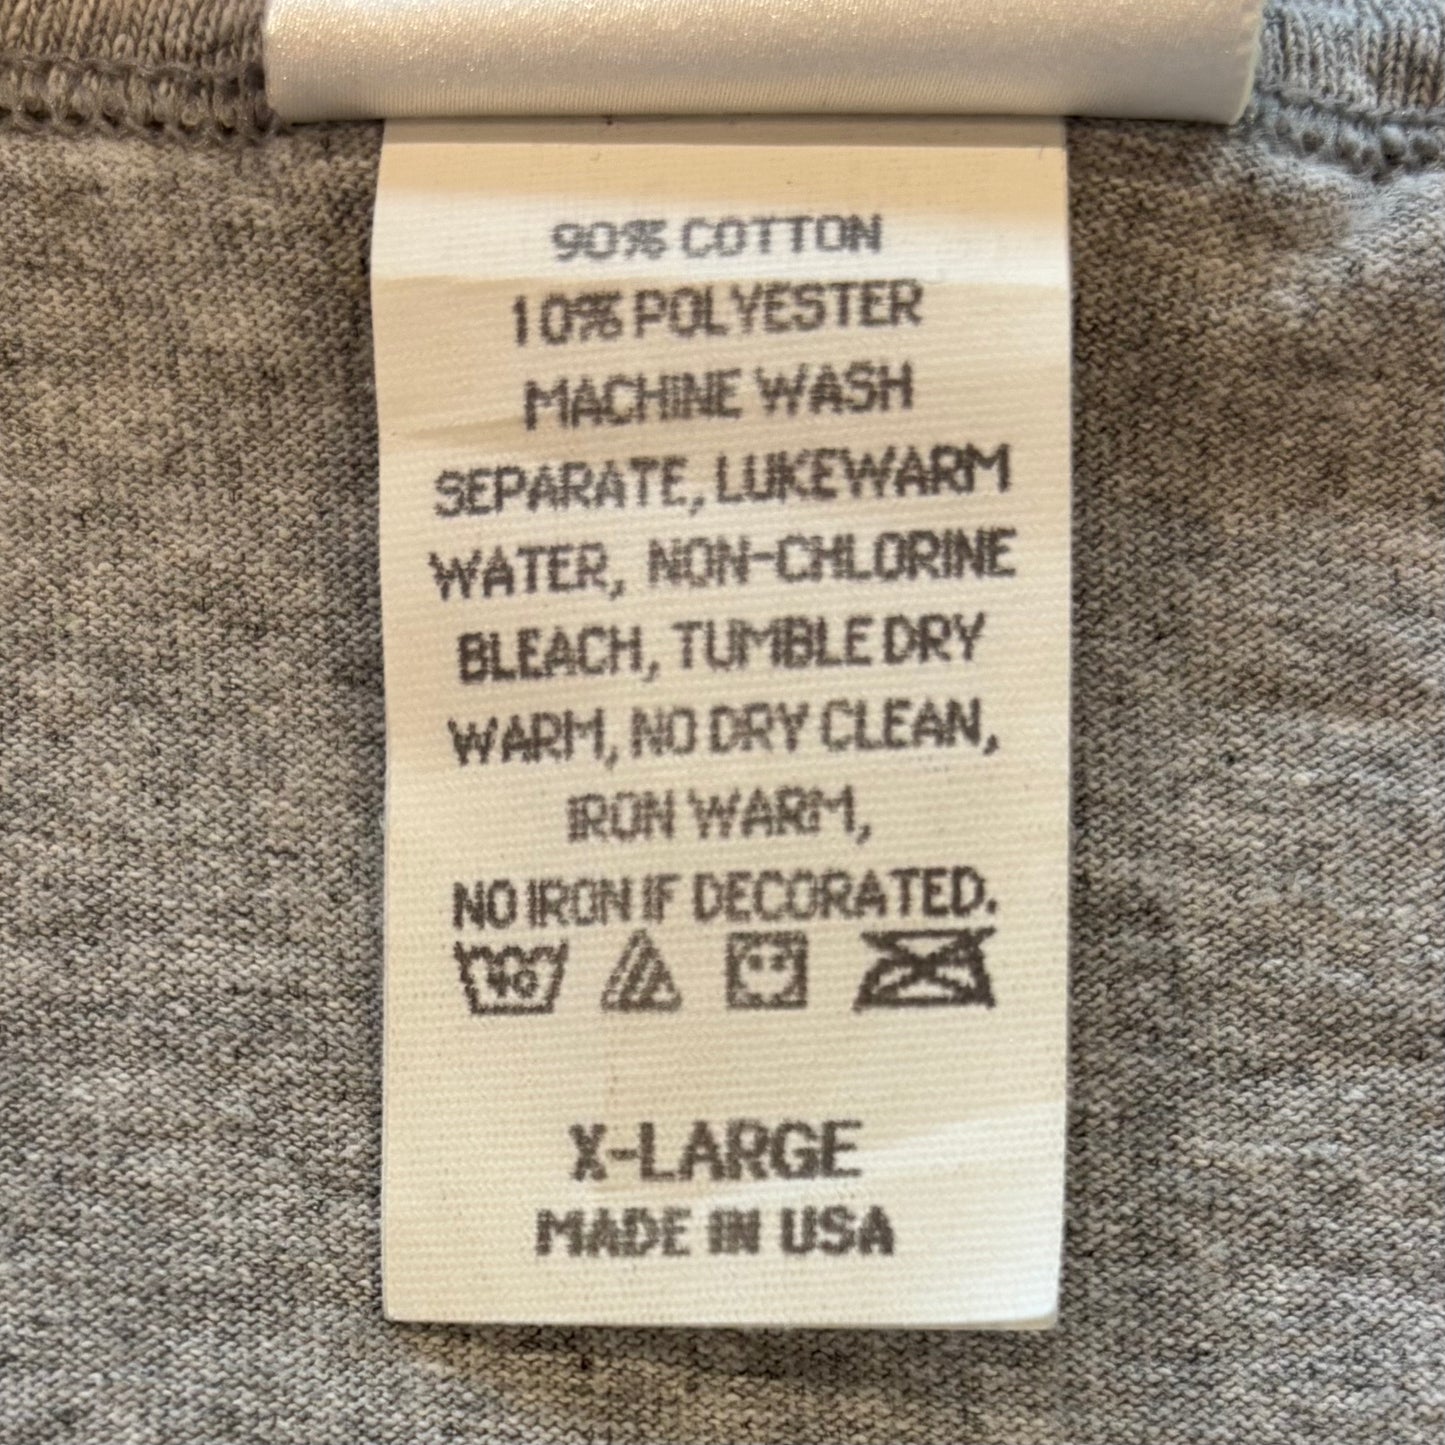 90% COTTON
10% POLYESTER
MACHINE WASH
SEPARATE, LUKEWARM
WATER, NON-CHLORINE
BLEACH, TUMBLE DRY
WARM, NO DRY CLEAN,
IRON WARM,
NO IRON IF DECORATED.
40
X-LARGE
MADE IN USA